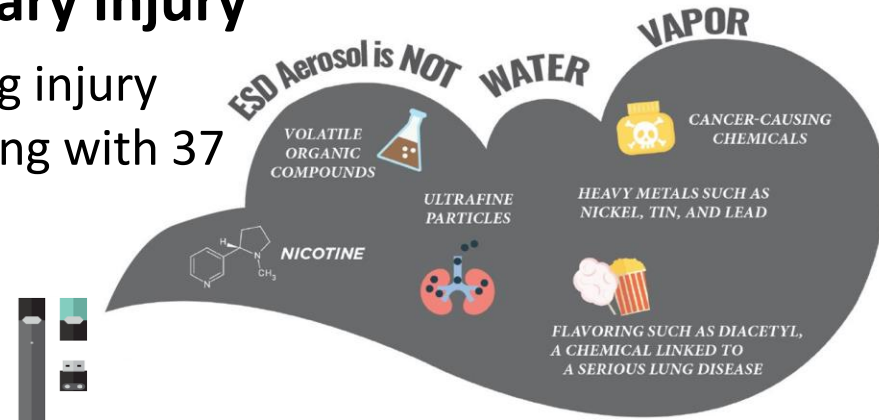 ary Injury
g injury
ng with 37
ESD Aerosol is NOT WATER VAPOR
VOLATILE
ORGANIC
COMPOUNDS
CANCER-CAUSING
CHEMICALS
ULTRAFINE
PARTICLES
HEAVY METALS SUCH AS
NICKEL, TIN, AND LEAD
H
N
CH3
N
NICOTINE
FLAVORING SUCH AS DIACETYL,
A CHEMICAL LINKED TO
A SERIOUS LUNG DISEASE